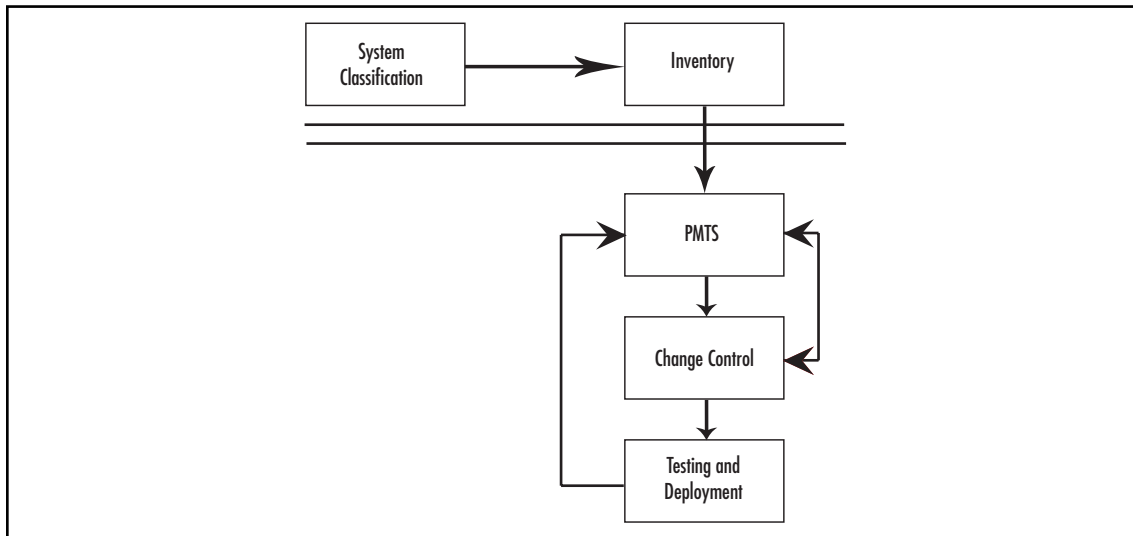 System
Classification
Inventory
PMTS
Change Control
Testing and
Deployment